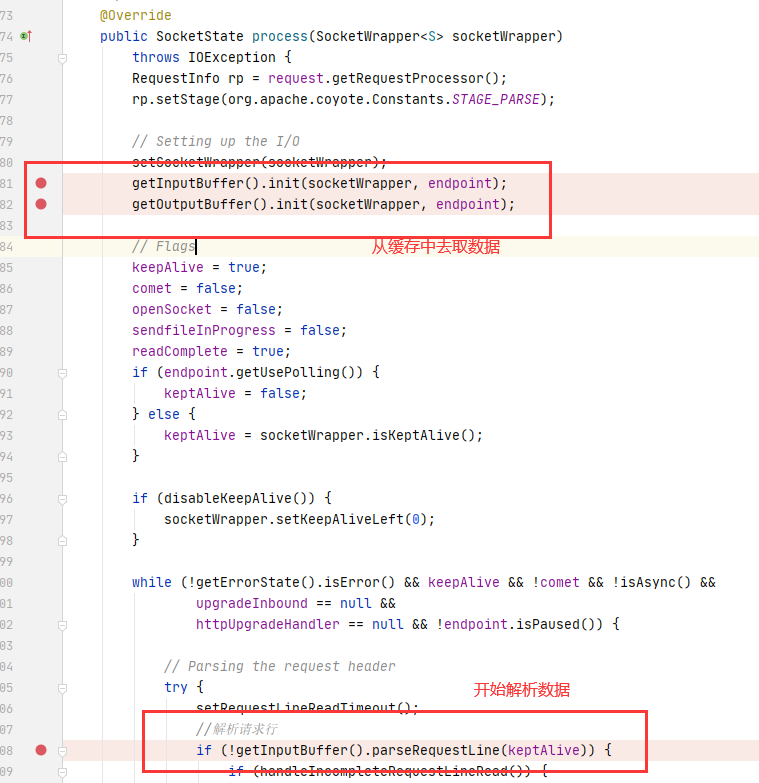 73 @Override
74 public SocketState process(SocketWrapper<S> socketWrapper)
75 throws IOException {
76 RequestInfo rp = request.getRequestProcessor();
77 rp.setStage(org.apache.coyote.Constants.STAGE_PARSE);
78
79 // Setting up the I/O
80 setSocketWrapper(socketWrapper);
81 getInputBuffer().init(socketWrapper, endpoint);
82 getOutputBuffer().init(socketWrapper, endpoint);
83
84 // Flags 从缓存中去取数据
85 keepAlive = true;
86 comet = false;
87 openSocket = false;
88 sendfileInProgress = false;
89 readComplete = true;
90 if (endpoint.getUsePolling()) {
91 keptAlive = false;
92 } else {
93 keptAlive = socketWrapper.isKeptAlive();
94 }
95
96 if (disableKeepAlive()) {
97 socketWrapper.setKeepAliveLeft(0);
98 }
99
00 while (!getErrorState().isError() && keepAlive && !comet && !isAsync() &&
01 upgradeInbound == null &&
02 httpUpgradeHandler == null && !endpoint.isPaused()) {
03
04 // Parsing the request header
05 try { 开始解析数据
06 setRequestLineReadTimeout();
07 //解析请求行
08 if (!getInputBuffer().parseRequestLine(keptAlive)) {
09 if (handleIncompleteRequestLineRead()) {